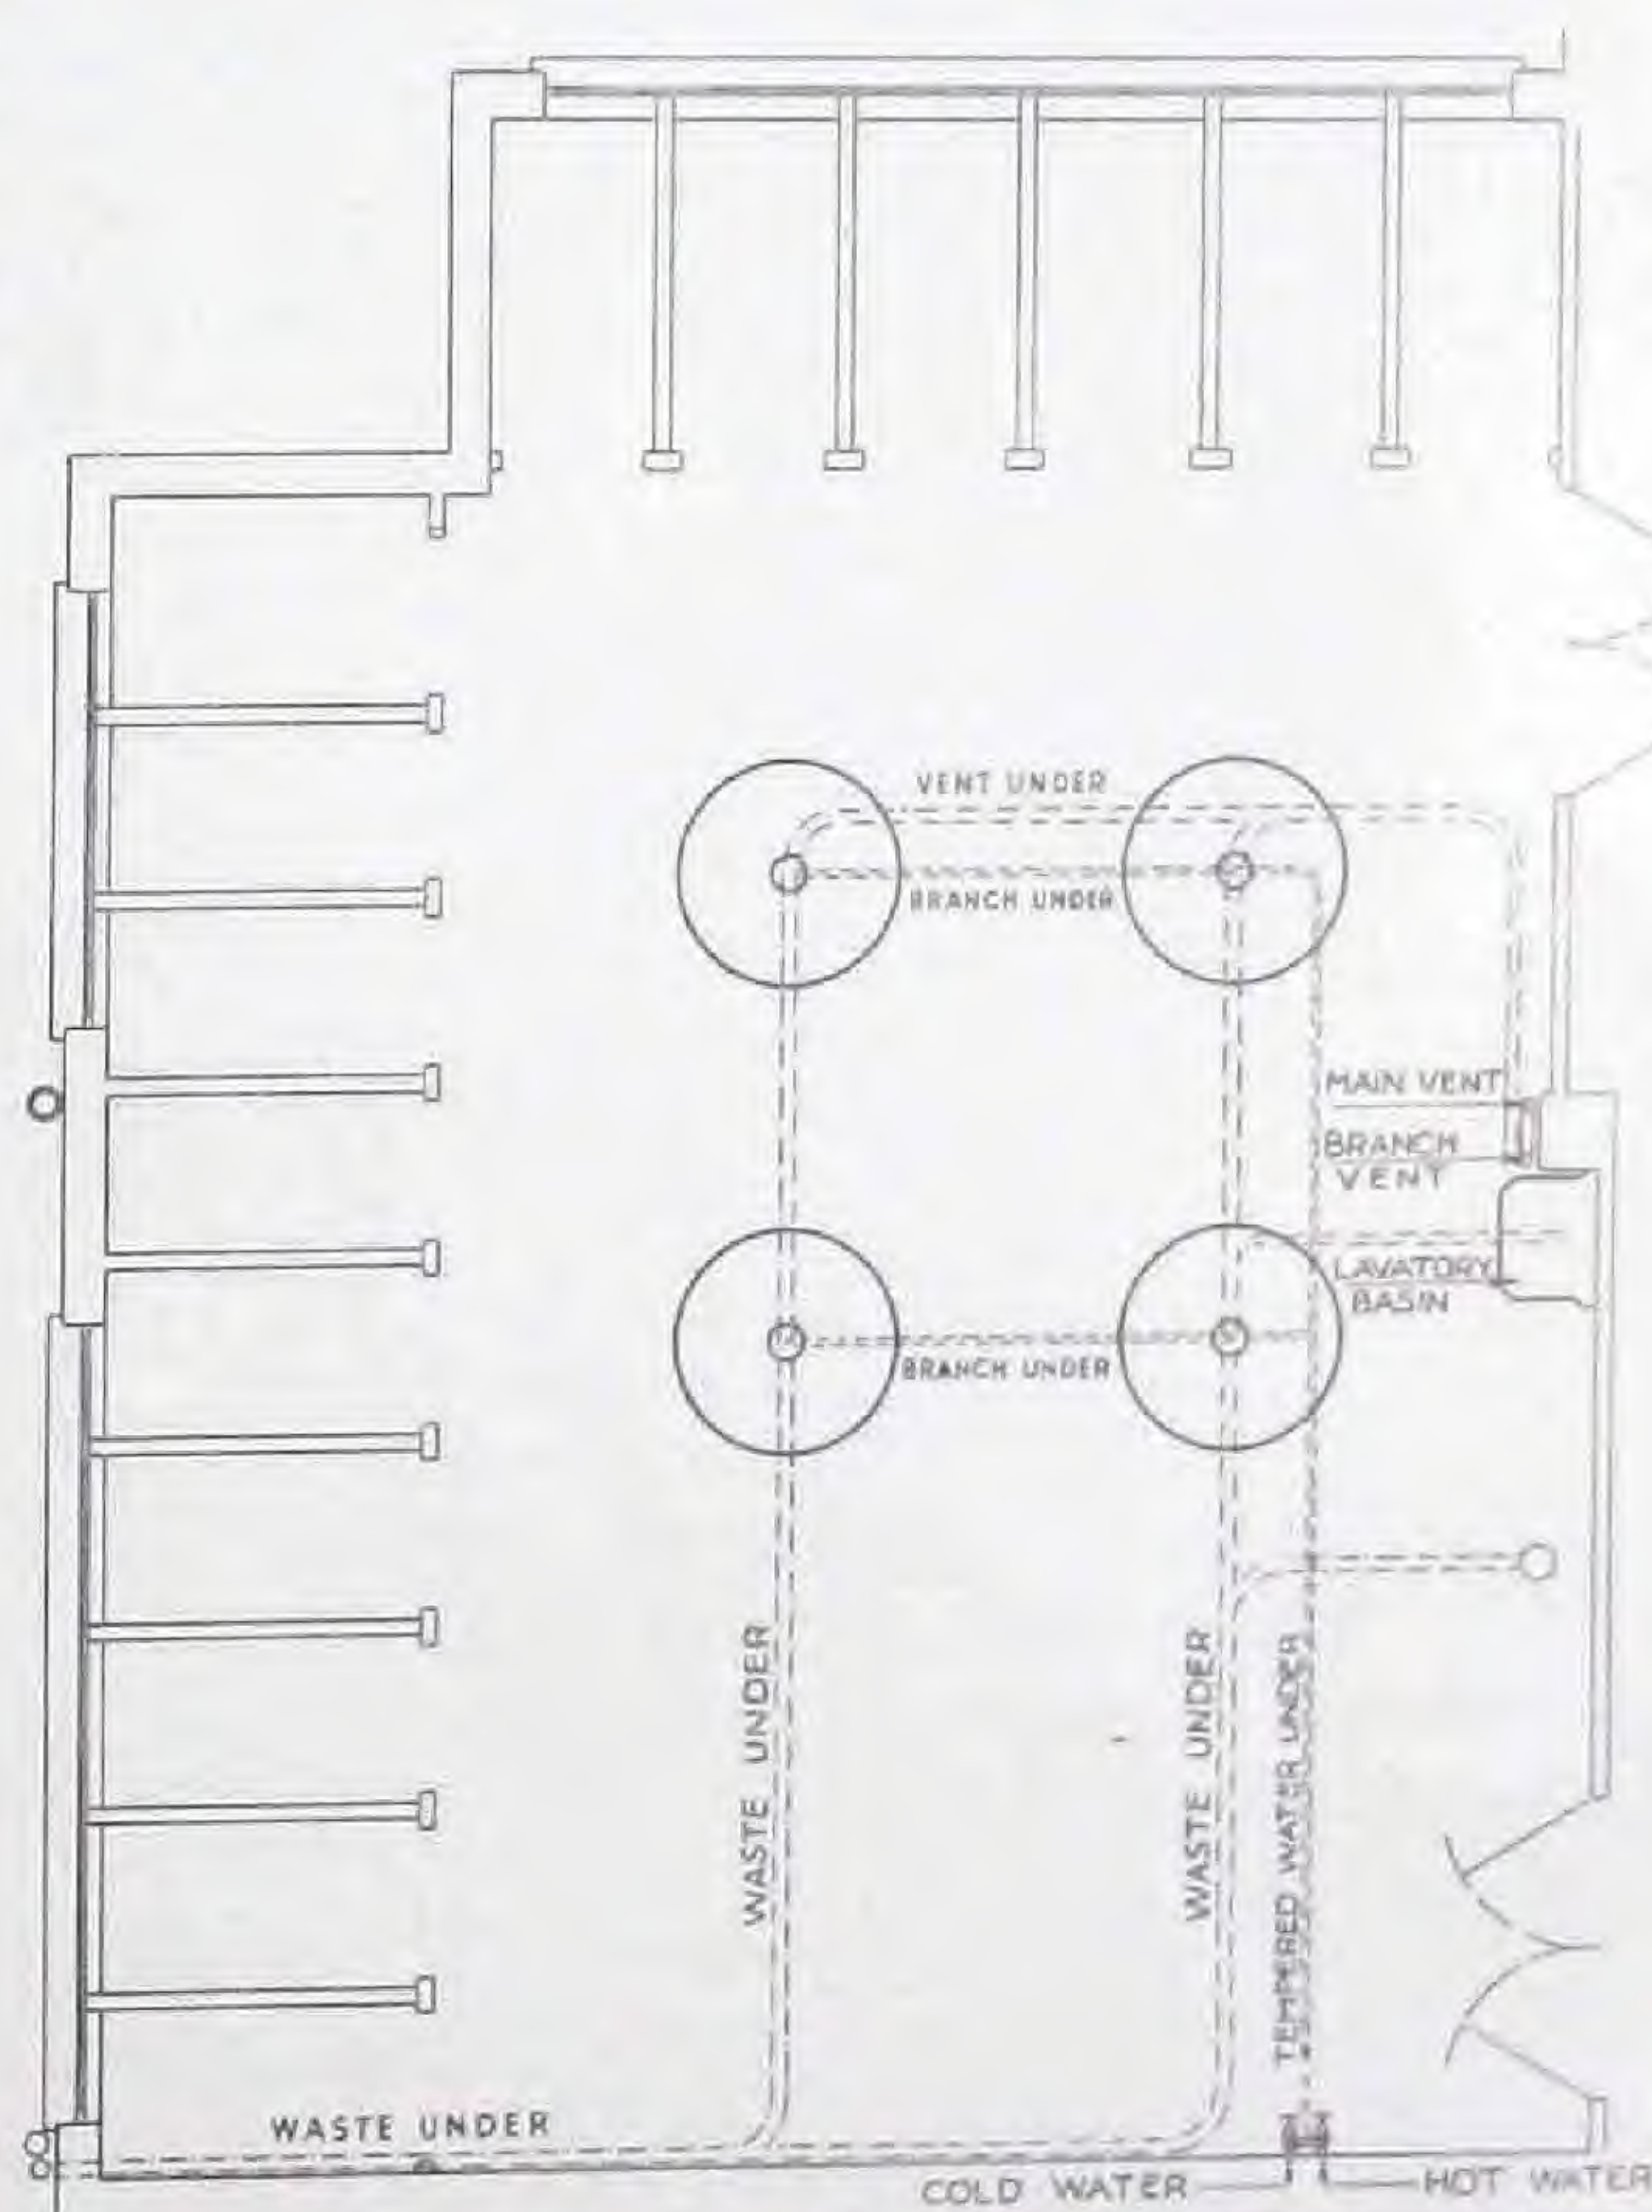 VENT UNDER
BRANCH UNDER
MAIN VENT
BRANCH
VENT
LAVATORY
BASIN
BRANCH UNDER
WASTE UNDER
WASTE UNDER
TEMPERED WATER UNDER
WASTE UNDER
COLD WATER
HOT WATER